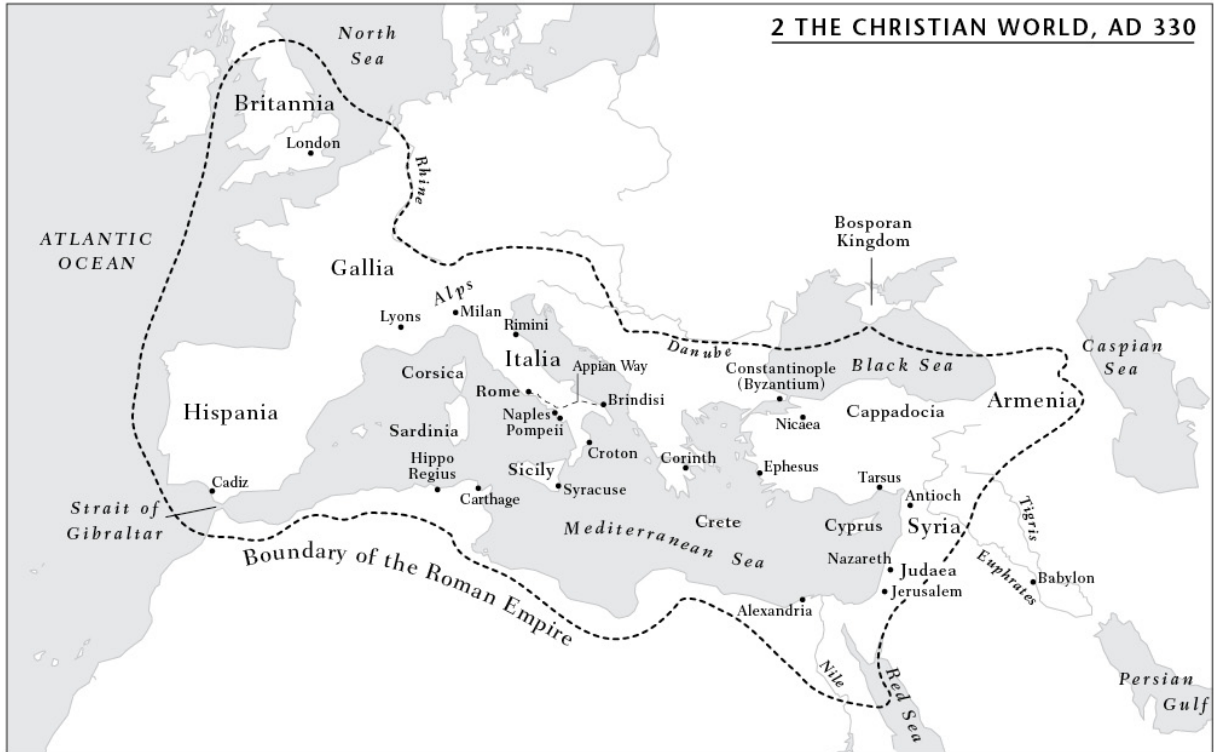 2 THE CHRISTIAN WORLD, AD 330
North
Sea
Britannia
London
Rhine
ATLANTIC
OCEAN
Bosporan
Kingdom
Gallia
Alps
Lyons
Milan
Rimini
Danube
Caspian
Sea
Corsica
Italia
Appian Way
Constantinople
(Byzantium)
Black Sea
Rome
Brindisi
Hispania
Naples
Pompeii
Nicaea
Cappadocia
Armenia
Sardinia
Croton
Corinth
Hippo
Regius
Sicily
Ephesus
Tarsus
Cadiz
Carthage
Syracuse
Antioch
Strait of
Gibraltar
Mediterranean Sea
Crete
Cyprus
Syria
Tigris
Boundary of the Roman Empire
Nazareth
Judaea
Euphrates
Babylon
Jerusalem
Alexandria
Nile
Red Sea
Persian
Gulf